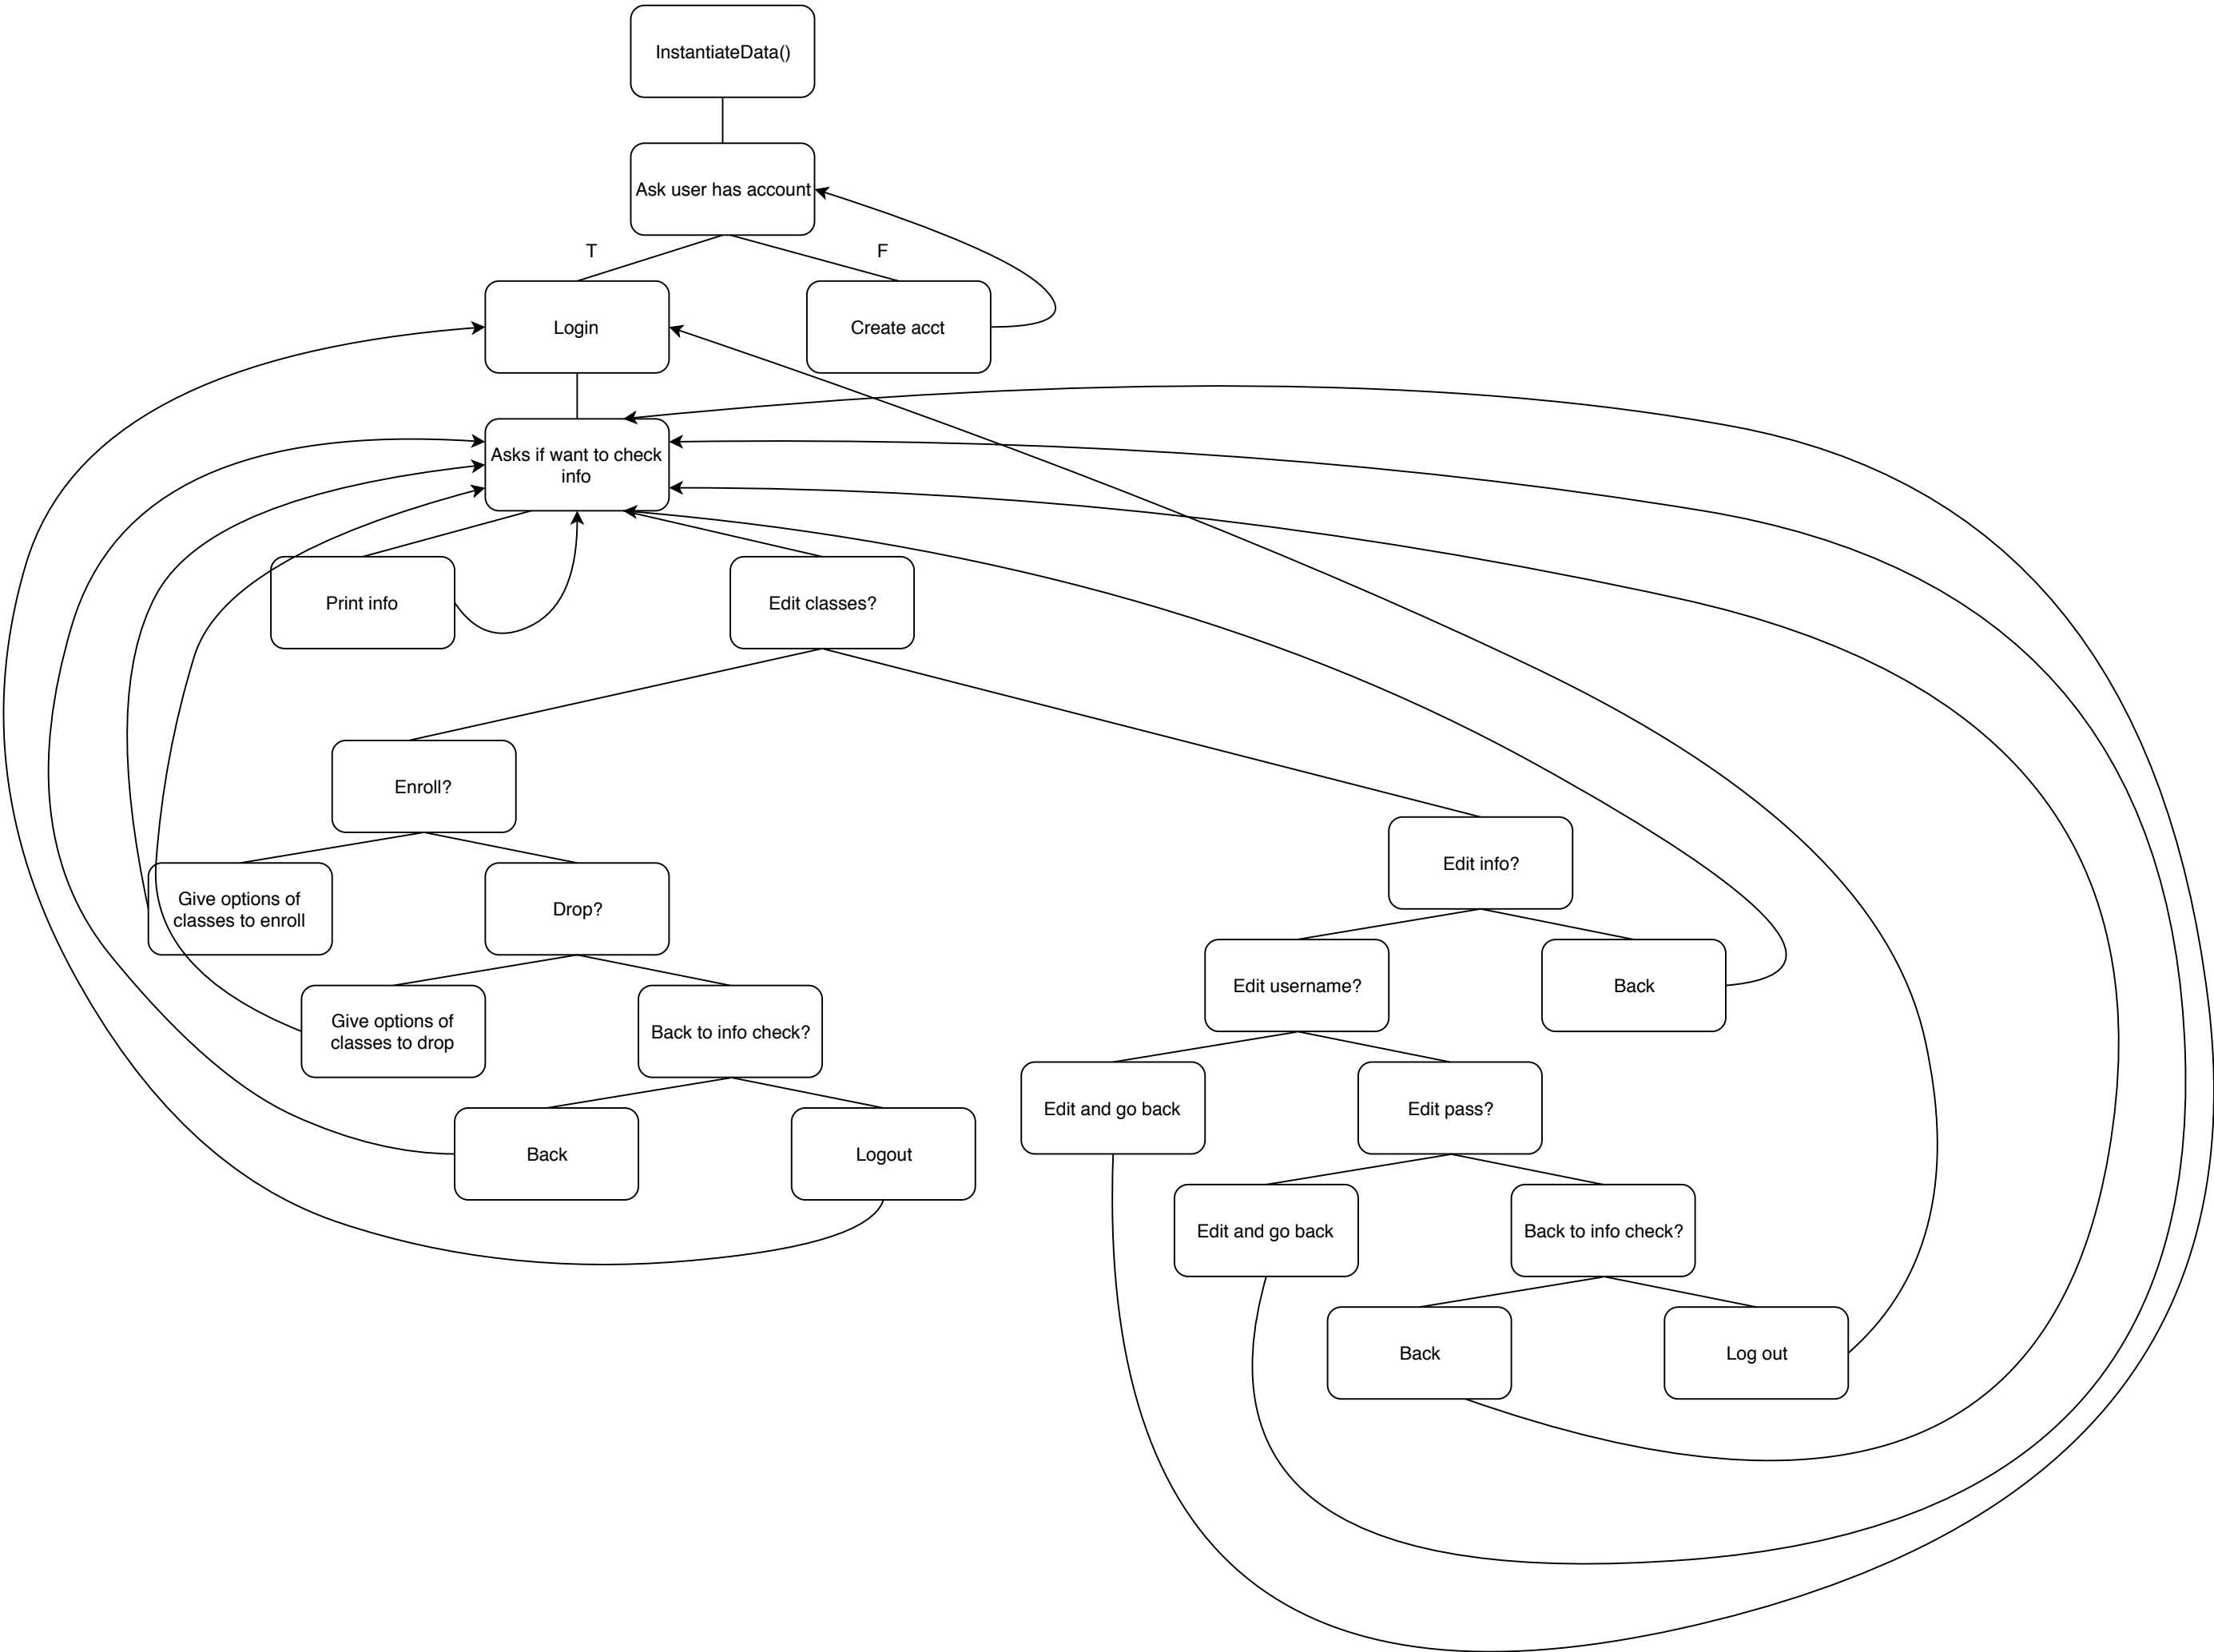 InstantiateData()
Ask user has account
T
F
Login
Create acct
Asks if want to check
info
Print info
Edit classes?
Enroll?
Edit info?
Give options of
classes to enroll
Drop?
Edit username?
Back
Give options of
classes to drop
Back to info check?
Edit and go back
Edit pass?
Back
Logout
Edit and go back
Back to info check?
Back
Log out